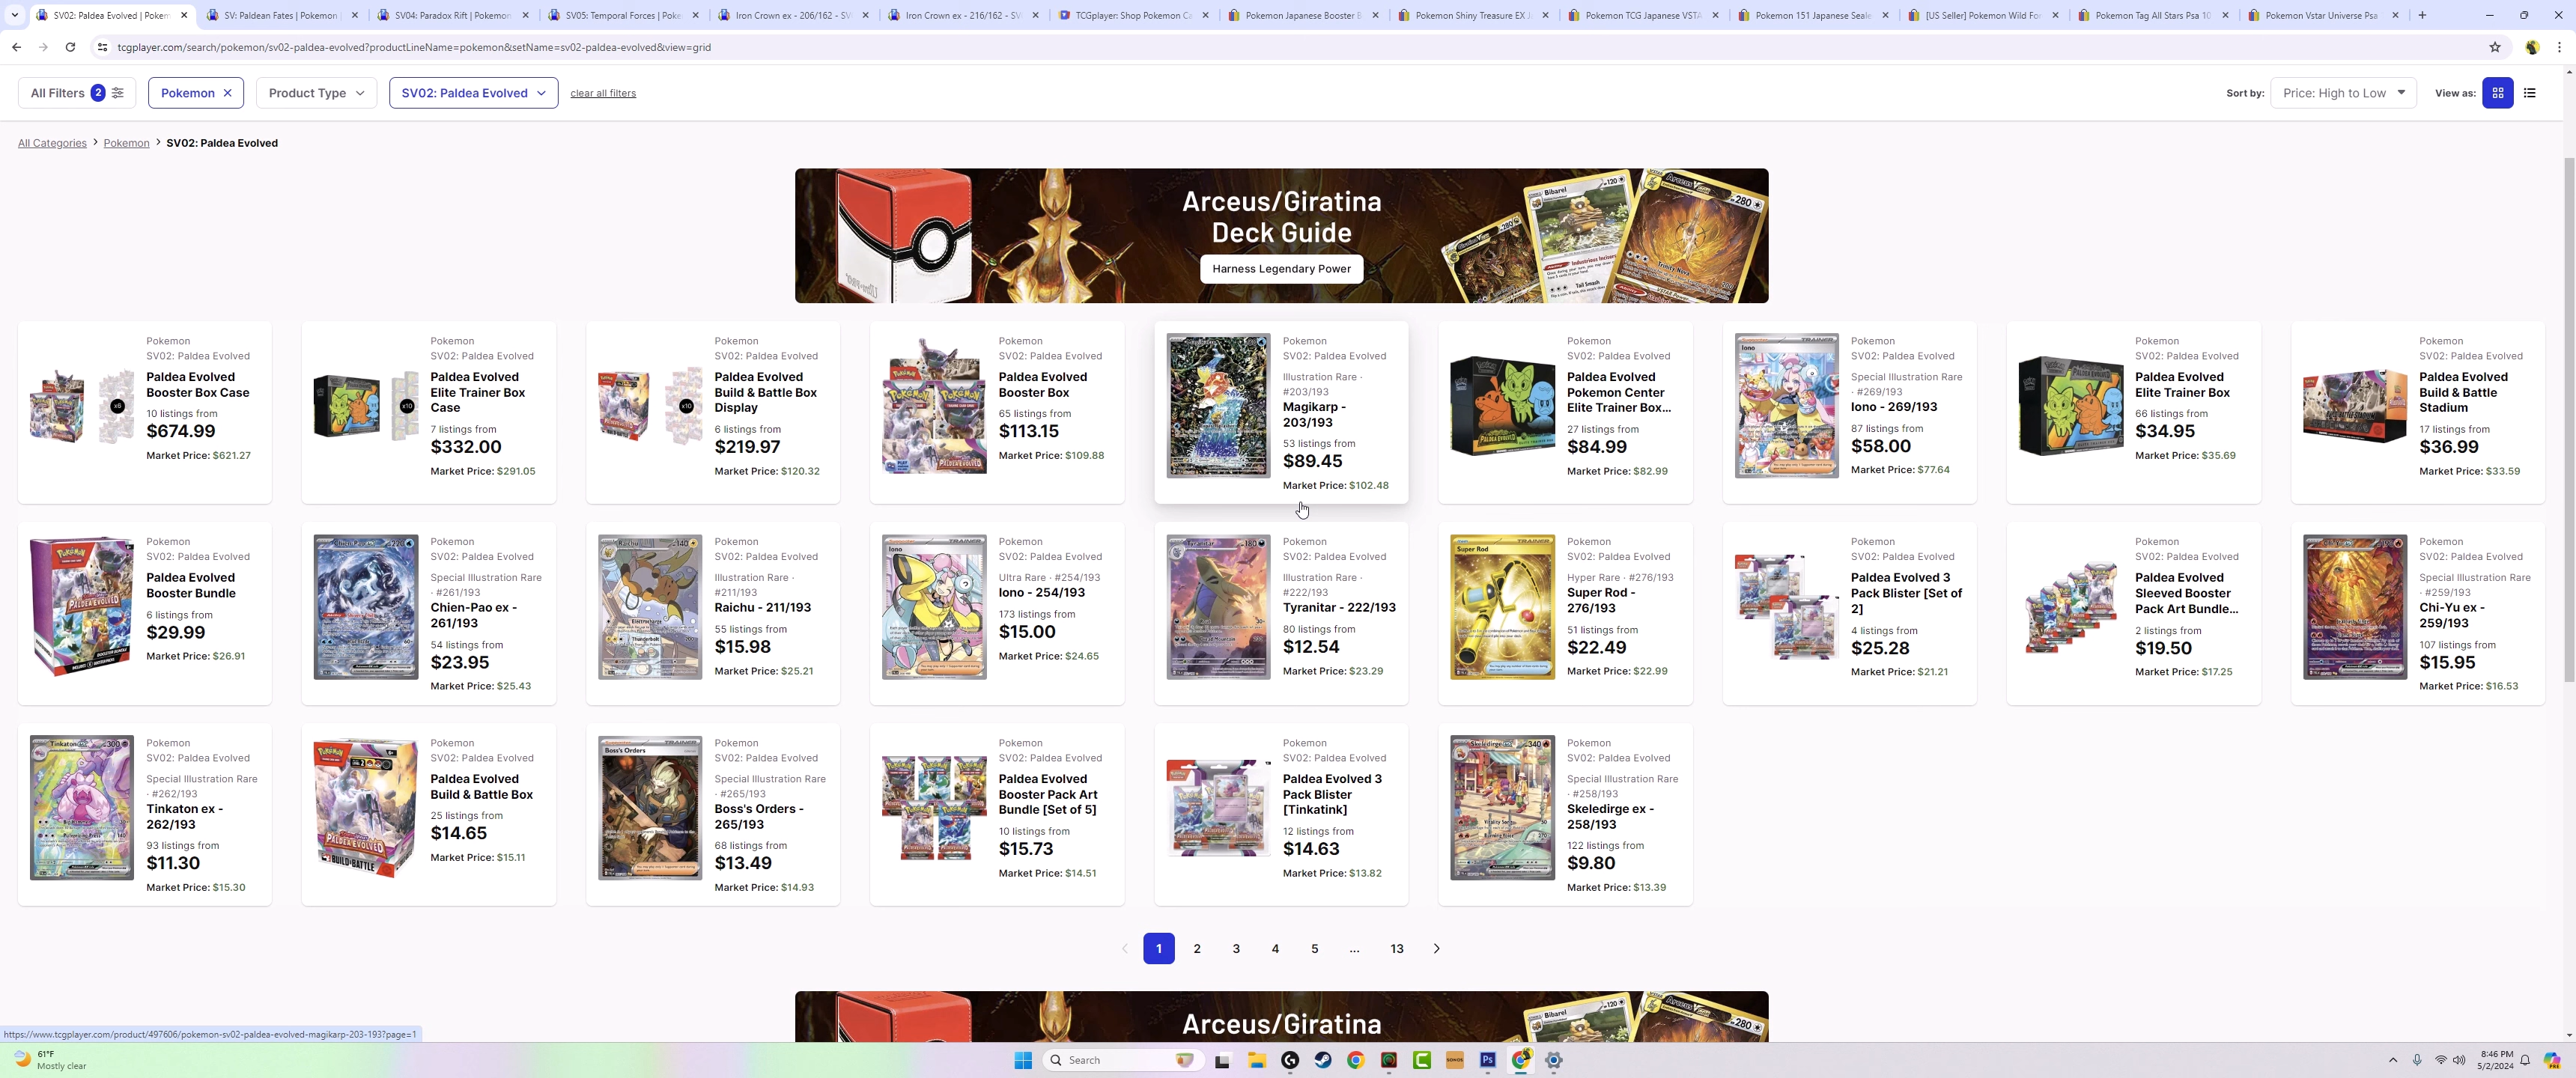 SV02: Paldea Evolved | Pokem
SV: Paldean Fates | Pokemon
SV04: Paradox Rift | Pokemon
SV05: Temporal Forces | Poke
Iron Crown ex - 206/162 - SV
Iron Crown ex - 216/162 - SV
TCGplayer: Shop Pokemon Ca
Pokemon Japanese Booster B
Pokemon Shiny Treasure EX J
Pokemon TCG Japanese VSTA
Pokemon 151 Japanese Seale
[US Seller] Pokemon Wild Fo
Pokemon Tag All Stars Psa 10
Pokemon Vstar Universe Psa
tcgplayer.com/search/pokemon/sv02-paldea-evolved?productLineName=pokemon&setName=sv02-paldea-evolved&view=grid
All Filters 2
Pokemon
Product Type
SV02: Paldea Evolved
clear all filters
Sort by:
Price: High to Low
View as:
All Categories > Pokemon > SV02: Paldea Evolved
Arceus/Giratina
Deck Guide
Harness Legendary Power
Bibarel
120
280
Pokemon
SV02: Paldea Evolved
Paldea Evolved
Booster Box Case
10 listings from
$674.99
Market Price: $621.27
Pokemon
SV02: Paldea Evolved
Paldea Evolved
Elite Trainer Box
Case
7 listings from
$332.00
Market Price: $291.05
Pokemon
SV02: Paldea Evolved
Paldea Evolved
Build & Battle Box
Display
6 listings from
$219.97
Market Price: $120.32
Pokemon
SV02: Paldea Evolved
Paldea Evolved
Booster Box
65 listings from
$113.15
Market Price: $109.88
Pokemon
SV02: Paldea Evolved
Illustration Rare ·
#203/193
Magikarp -
203/193
53 listings from
$89.45
Market Price: $102.48
Pokemon
SV02: Paldea Evolved
Paldea Evolved
Pokemon Center
Elite Trainer Box...
27 listings from
$84.99
Market Price: $82.99
Pokemon
SV02: Paldea Evolved
Special Illustration Rare
· #269/193
Iono - 269/193
87 listings from
$58.00
Market Price: $77.64
Pokemon
SV02: Paldea Evolved
Paldea Evolved
Elite Trainer Box
66 listings from
$34.95
Market Price: $35.69
Pokemon
SV02: Paldea Evolved
Paldea Evolved
Build & Battle
Stadium
17 listings from
$36.99
Market Price: $33.59
Pokemon
SV02: Paldea Evolved
Paldea Evolved
Booster Bundle
6 listings from
$29.99
Market Price: $26.91
Pokemon
SV02: Paldea Evolved
Special Illustration Rare
· #261/193
Chien-Pao ex -
261/193
54 listings from
$23.95
Market Price: $25.43
Pokemon
SV02: Paldea Evolved
Illustration Rare ·
#211/193
Raichu - 211/193
55 listings from
$15.98
Market Price: $25.21
Pokemon
SV02: Paldea Evolved
Ultra Rare · #254/193
Iono - 254/193
173 listings from
$15.00
Market Price: $24.65
Pokemon
SV02: Paldea Evolved
Illustration Rare ·
#222/193
Tyranitar - 222/193
80 listings from
$12.54
Market Price: $23.29
Pokemon
SV02: Paldea Evolved
Hyper Rare · #276/193
Super Rod -
276/193
51 listings from
$22.49
Market Price: $22.99
Pokemon
SV02: Paldea Evolved
Paldea Evolved 3
Pack Blister [Set of
2]
4 listings from
$25.28
Market Price: $21.21
Pokemon
SV02: Paldea Evolved
Paldea Evolved
Sleeved Booster
Pack Art Bundle...
2 listings from
$19.50
Market Price: $17.25
Pokemon
SV02: Paldea Evolved
Special Illustration Rare
· #259/193
Chi-Yu ex -
259/193
107 listings from
$15.95
Market Price: $16.53
Pokemon
SV02: Paldea Evolved
Special Illustration Rare
· #262/193
Tinkaton ex -
262/193
93 listings from
$11.30
Market Price: $15.30
Pokemon
SV02: Paldea Evolved
Paldea Evolved
Build & Battle Box
25 listings from
$14.65
Market Price: $15.11
Pokemon
SV02: Paldea Evolved
Special Illustration Rare
· #265/193
Boss's Orders -
265/193
68 listings from
$13.49
Market Price: $14.93
Pokemon
SV02: Paldea Evolved
Paldea Evolved
Booster Pack Art
Bundle [Set of 5]
10 listings from
$15.73
Market Price: $14.51
Pokemon
SV02: Paldea Evolved
Paldea Evolved 3
Pack Blister
[Tinkatink]
12 listings from
$14.63
Market Price: $13.82
Pokemon
SV02: Paldea Evolved
Special Illustration Rare
· #258/193
Skeledirge ex -
258/193
122 listings from
$9.80
Market Price: $13.39
1 2 3 4 5 ... 13
Arceus/Giratina
Bibarel
120
280
https://www.tcgplayer.com/product/497606/pokemon-sv02-paldea-evolved-magikarp-203-193?page=1
61°F
Mostly clear
Search
8:46 PM
5/2/2024